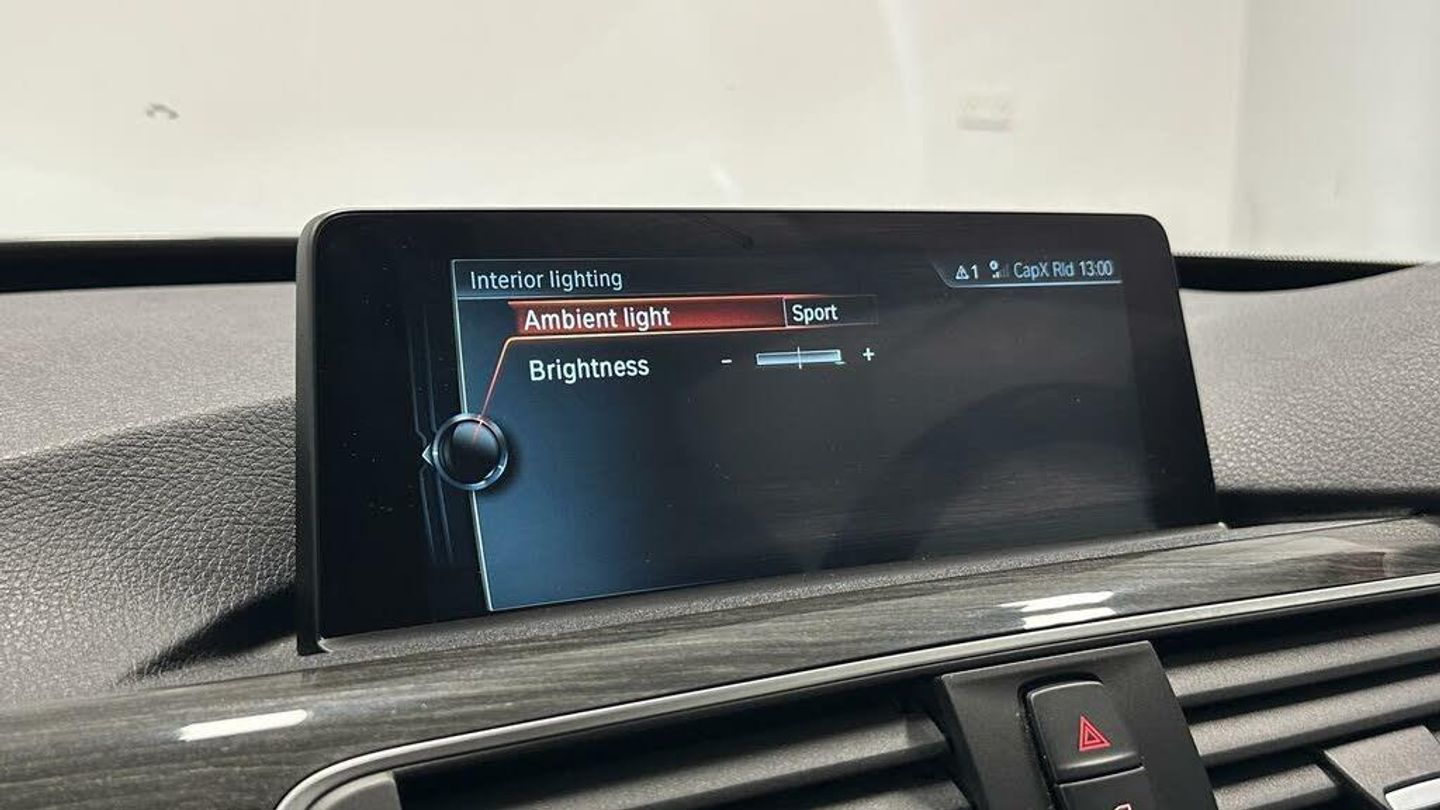 Interior lighting
1 CapX Rld 13:00
Ambient light Sport
Brightness - +